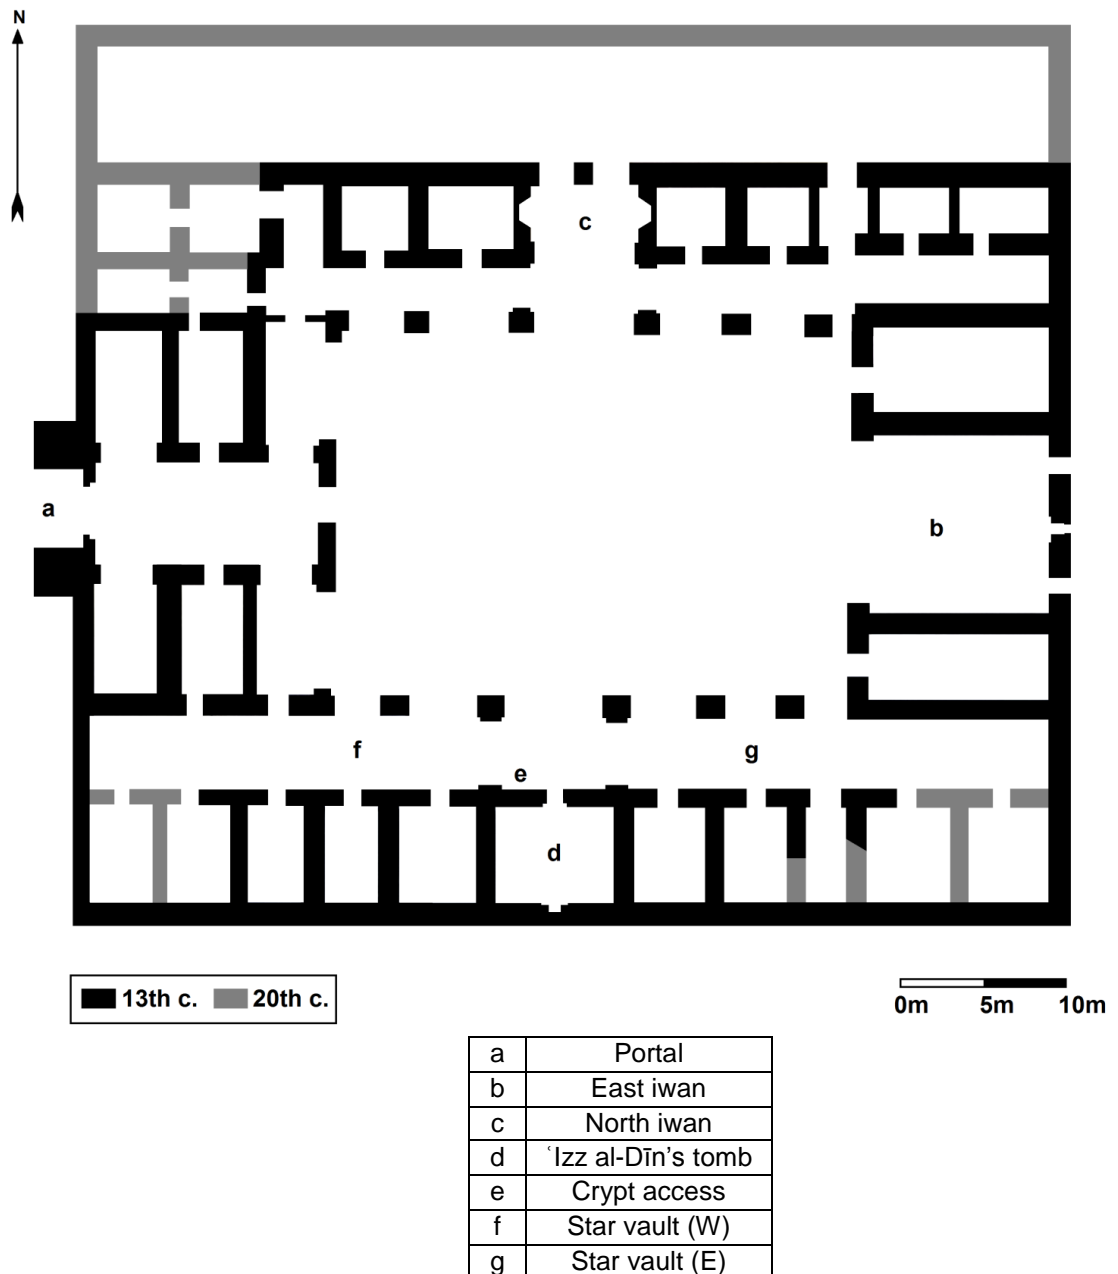 N
c
a
b
f
g
e
d
13th c. 20th c.
0m 5m 10m
a Portal
b East iwan
c North iwan
d ʿIzz al-Dīn’s tomb
e Crypt access
f Star vault (W)
g Star vault (E)